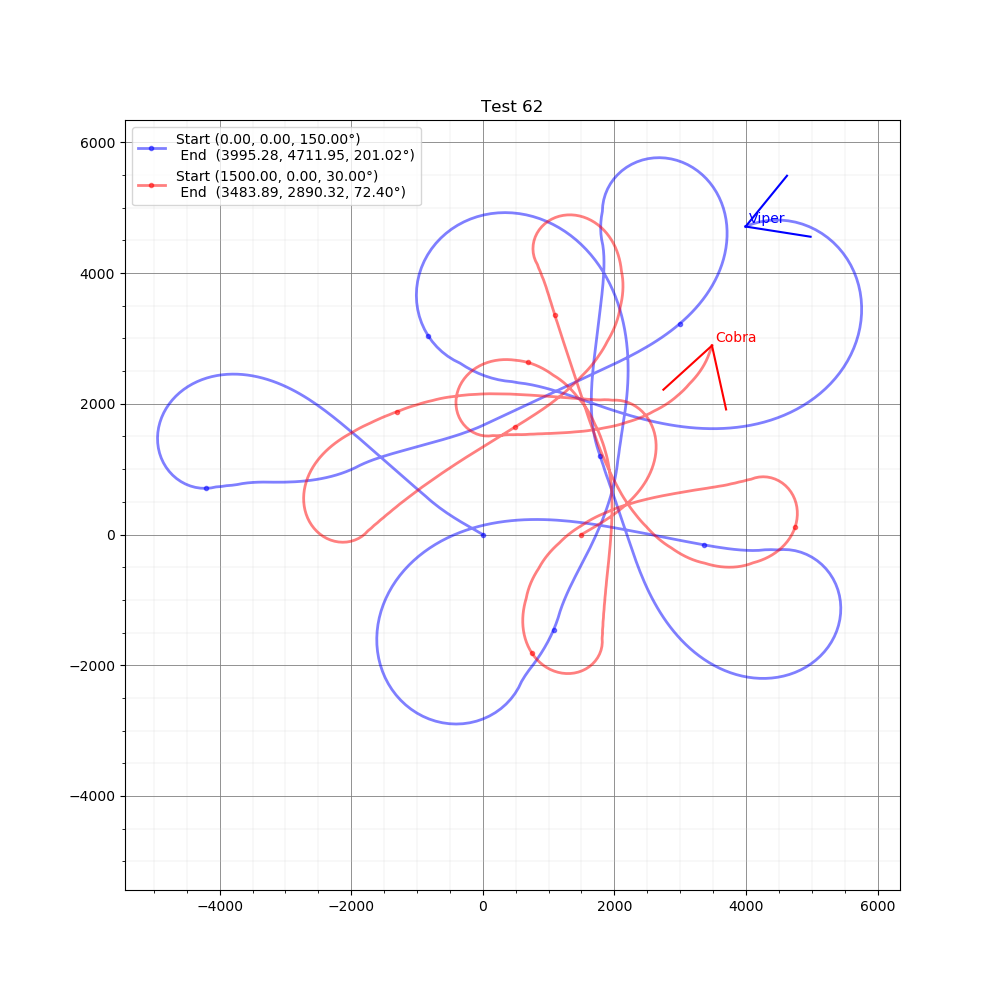 Test 62
Start (0.00, 0.00, 150.00°)
End  (3995.28, 4711.95, 201.02°)
Start (1500.00, 0.00, 30.00°)
End  (3483.89, 2890.32, 72.40°)
Viper
Cobra
6000
4000
2000
0
−2000
−4000
−4000
−2000
0
2000
4000
6000